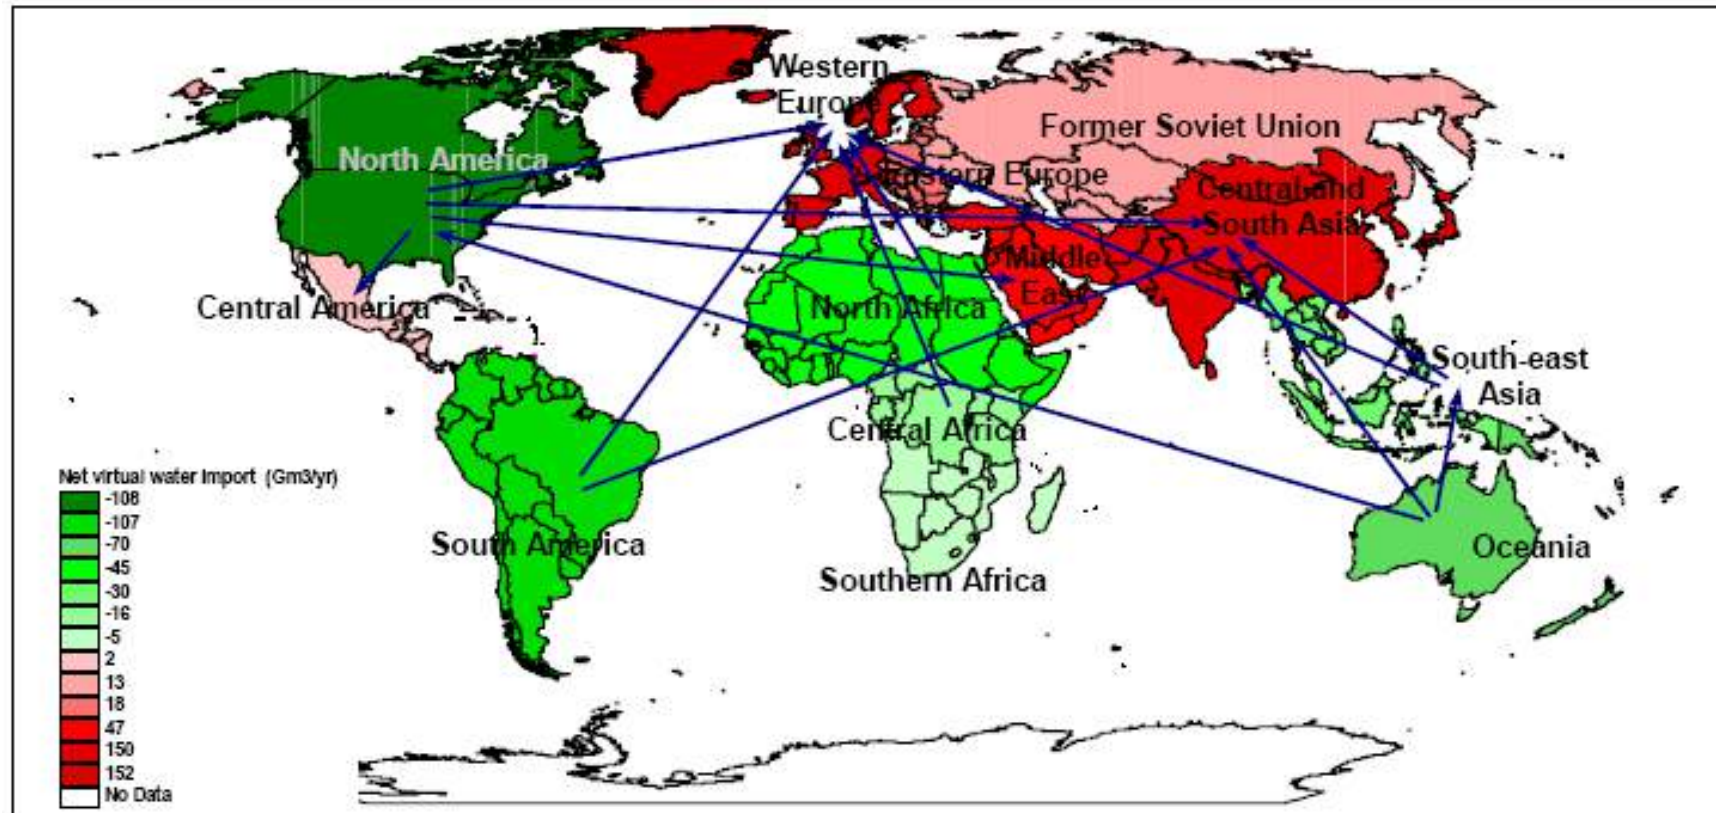 Western
Europe
Former Soviet Union
North America
Eastern Europe
Central and
South Asia
Middle
East
Central America
North Africa
South-east
Asia
Central Africa
South America
Oceania
Southern Africa
Net virtual water import (Gm3/yr)
-108
-107
-70
-45
-30
-16
-5
2
13
18
47
150
152
No Data